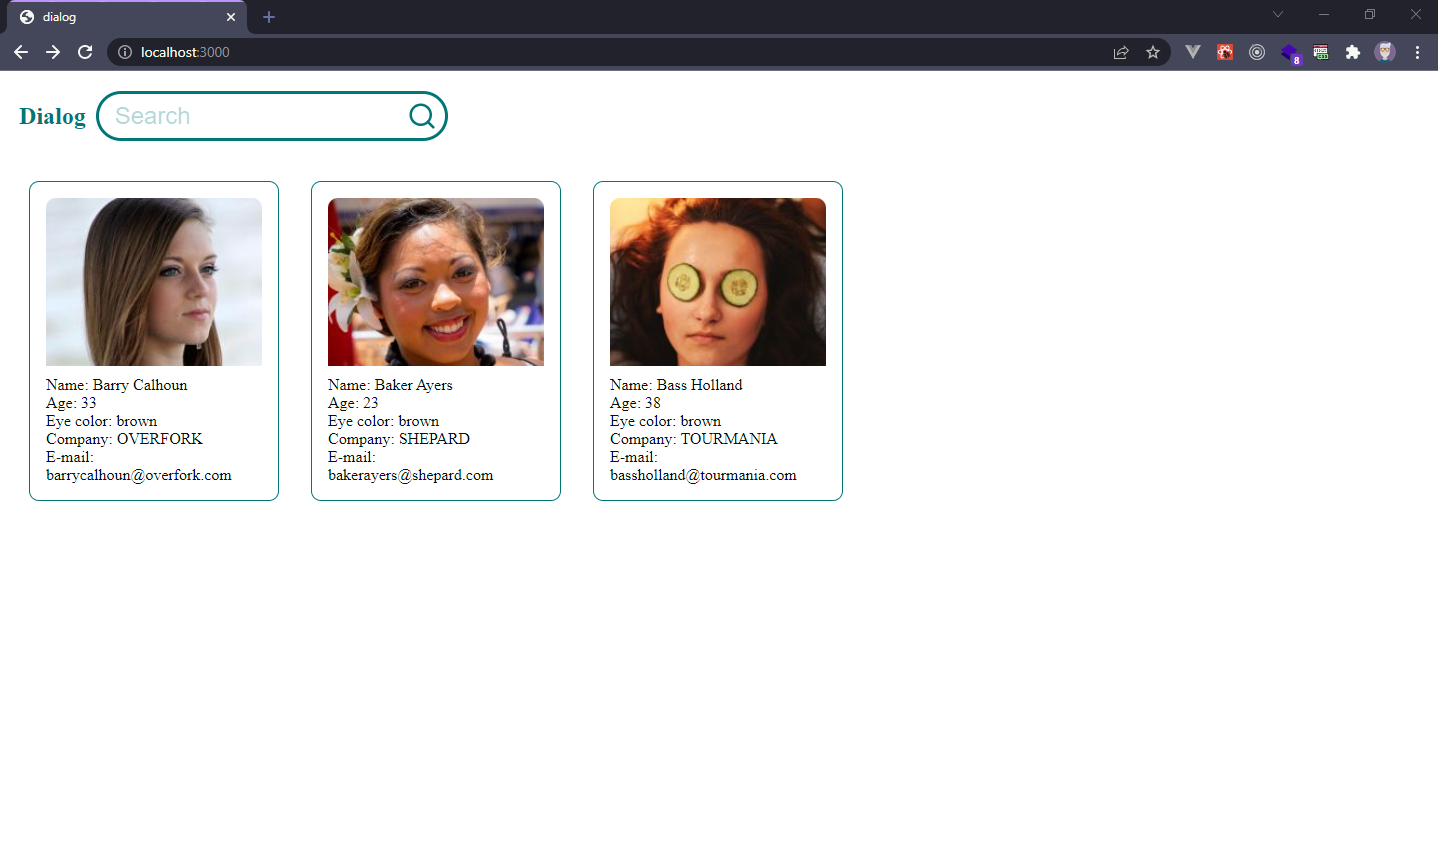 dialog
localhost:3000
8
Dialog
Search
Name: Barry Calhoun
Age: 33
Eye color: brown
Company: OVERFORK
E-mail:
barrycalhoun@overfork.com
Name: Baker Ayers
Age: 23
Eye color: brown
Company: SHEPARD
E-mail:
bakerayers@shepard.com
Name: Bass Holland
Age: 38
Eye color: brown
Company: TOURMANIA
E-mail:
bassholland@tourmania.com